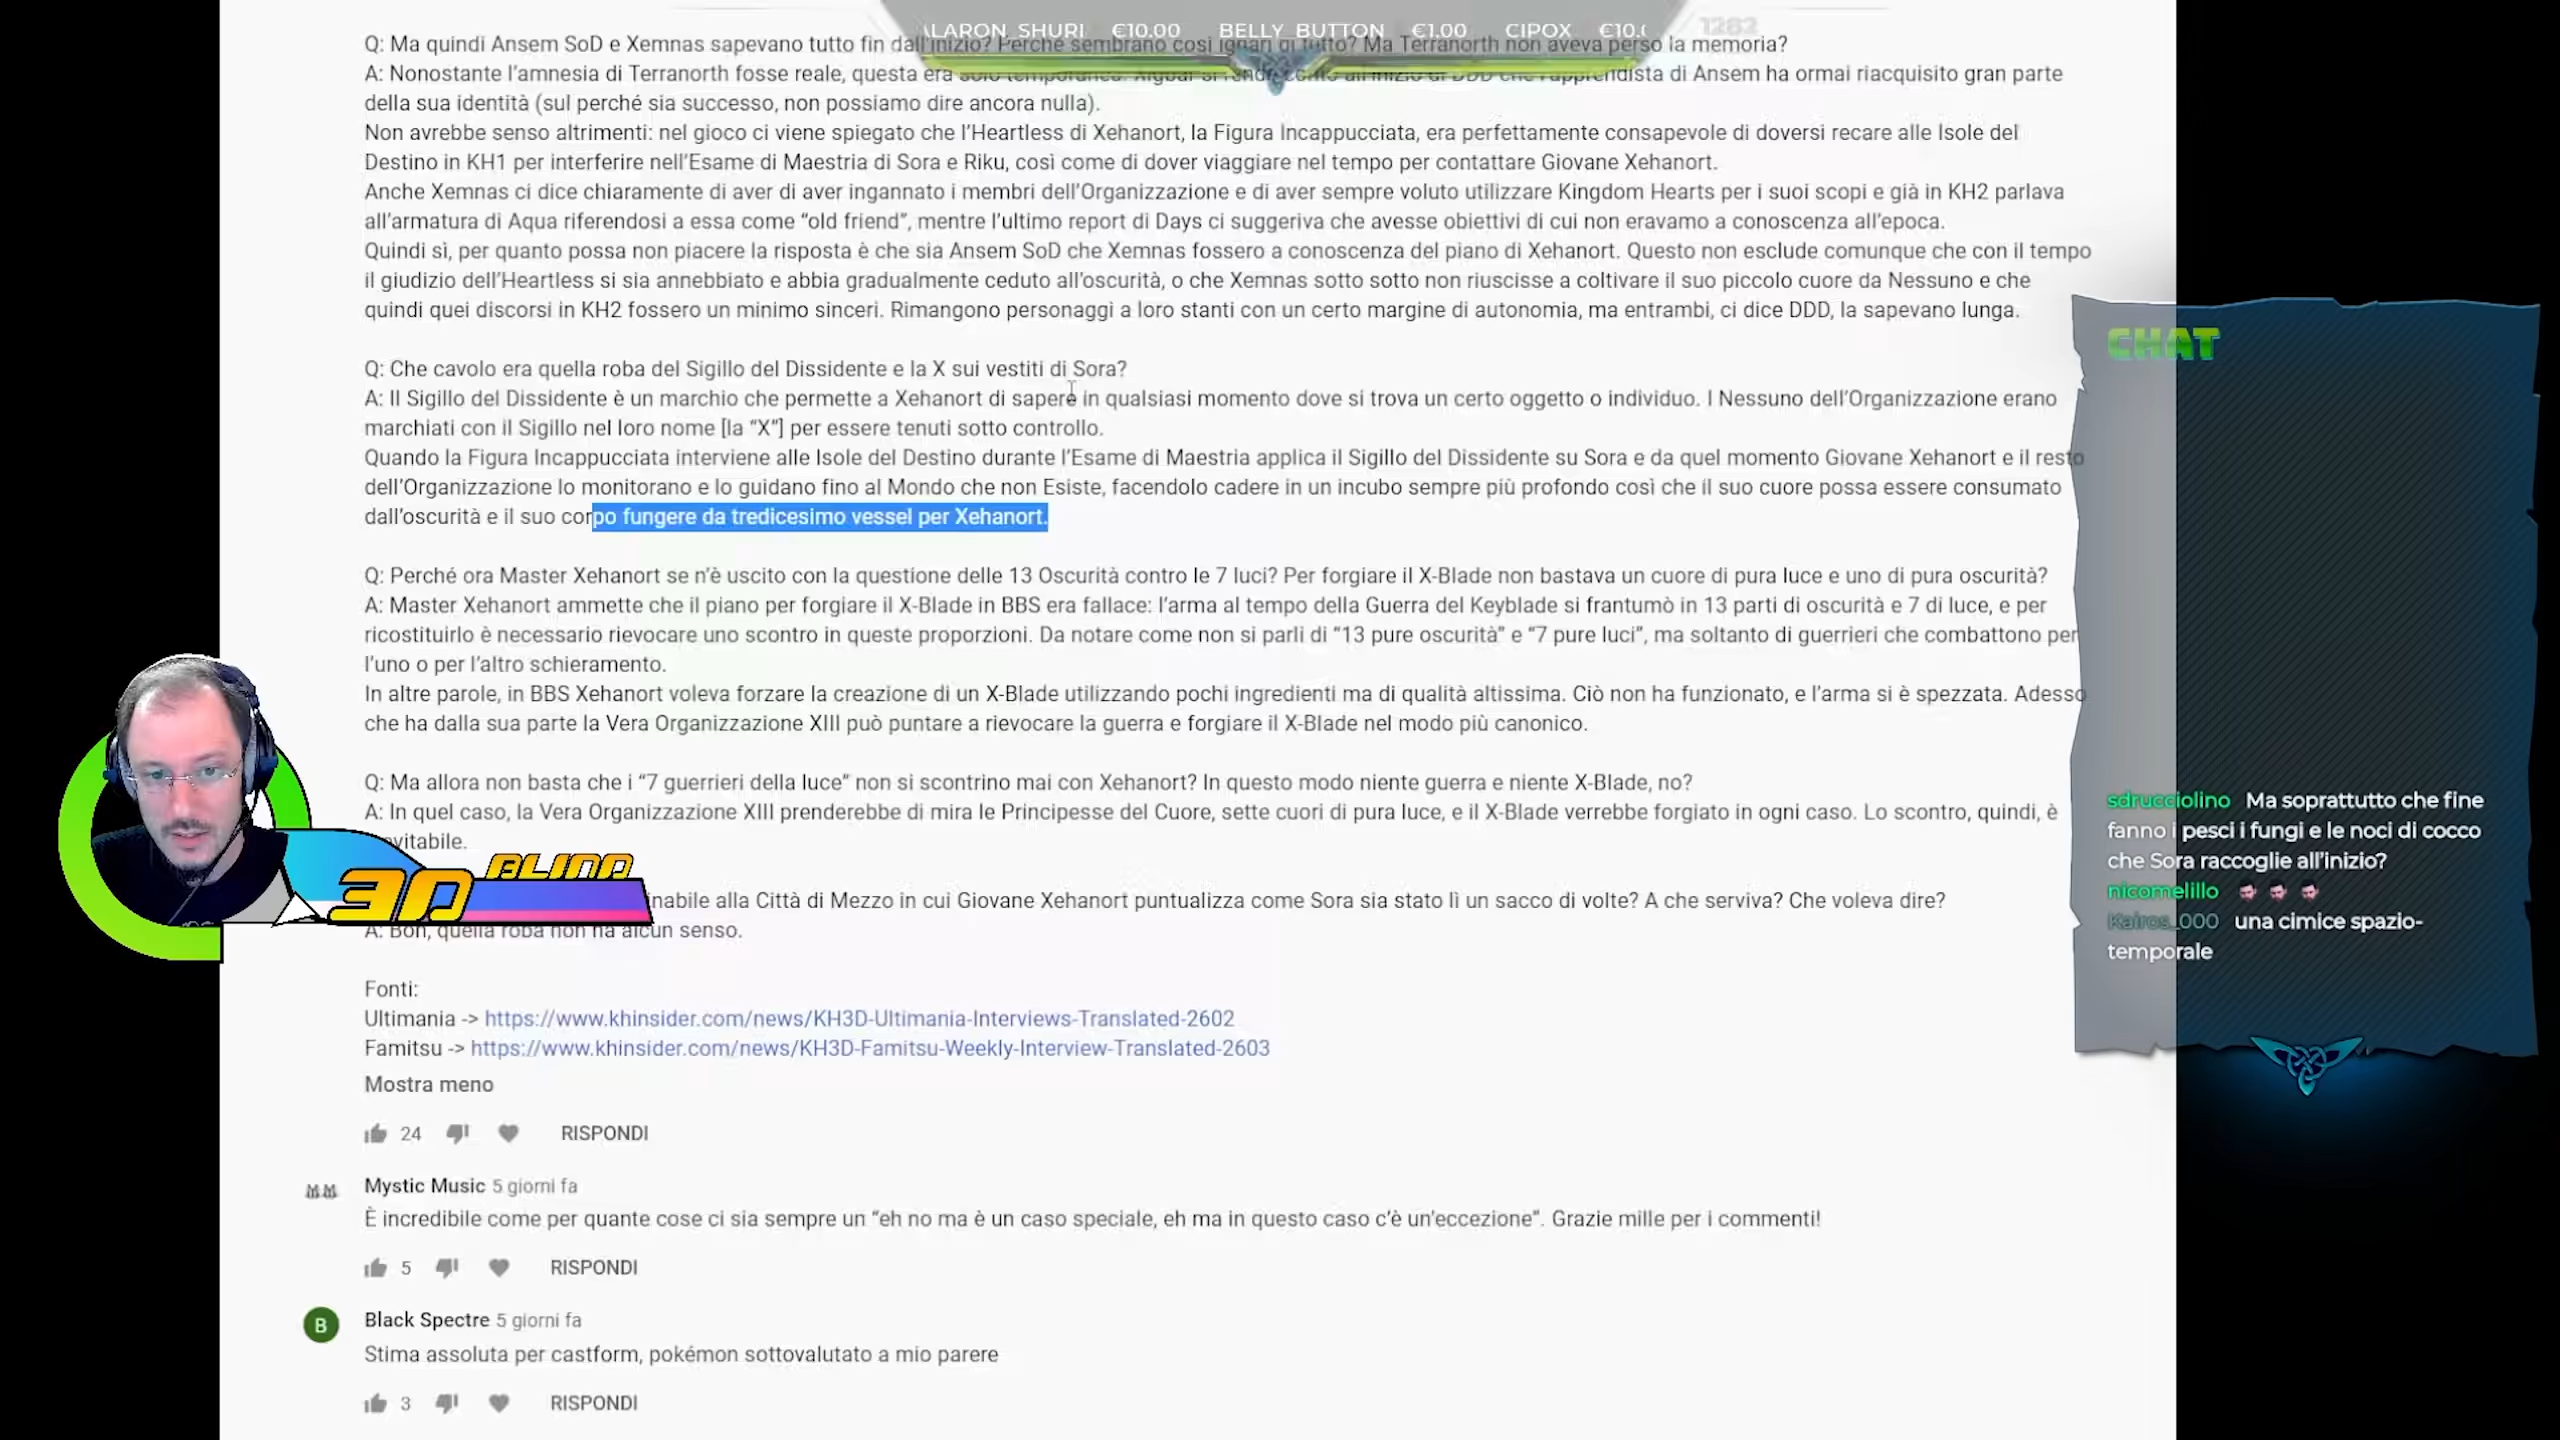 LARON_SHURI €10.00 BELLY_BUTTON €1.00 CIPOX €10.0
1282
Q: Ma quindi Ansem SoD e Xemnas sapevano tutto fin dall'inizio? Perché sembrano così ignari di tutto? Ma Terranorth non aveva perso la memoria?
A: Nonostante l'amnesia di Terranorth fosse reale, questa era solo temporanea. Xigbar si rende conto all'inizio di DDD che l'apprendista di Ansem ha ormai riacquisito gran parte
della sua identità (sul perché sia successo, non possiamo dire ancora nulla).
Non avrebbe senso altrimenti: nel gioco ci viene spiegato che l'Heartless di Xehanort, la Figura Incappucciata, era perfettamente consapevole di doversi recare alle Isole del
Destino in KH1 per interferire nell'Esame di Maestria di Sora e Riku, così come di dover viaggiare nel tempo per contattare Giovane Xehanort.
Anche Xemnas ci dice chiaramente di aver di aver ingannato i membri dell'Organizzazione e di aver sempre voluto utilizzare Kingdom Hearts per i suoi scopi e già in KH2 parlava
all'armatura di Aqua riferendosi a essa come “old friend”, mentre l'ultimo report di Days ci suggeriva che avesse obiettivi di cui non eravamo a conoscenza all'epoca.
Quindi sì, per quanto possa non piacere la risposta è che sia Ansem SoD che Xemnas fossero a conoscenza del piano di Xehanort. Questo non esclude comunque che con il tempo
il giudizio dell'Heartless si sia annebbiato e abbia gradualmente ceduto all'oscurità, o che Xemnas sotto sotto non riuscisse a coltivare il suo piccolo cuore da Nessuno e che
quindi quei discorsi in KH2 fossero un minimo sinceri. Rimangono personaggi a loro stanti con un certo margine di autonomia, ma entrambi, ci dice DDD, la sapevano lunga.
Q: Che cavolo era quella roba del Sigillo del Dissidente e la X sui vestiti di Sora?
A: Il Sigillo del Dissidente è un marchio che permette a Xehanort di sapere in qualsiasi momento dove si trova un certo oggetto o individuo. I Nessuno dell'Organizzazione erano
marchiati con il Sigillo nel loro nome [la “X”] per essere tenuti sotto controllo.
Quando la Figura Incappucciata interviene alle Isole del Destino durante l'Esame di Maestria applica il Sigillo del Dissidente su Sora e da quel momento Giovane Xehanort e il resto
dell'Organizzazione lo monitorano e lo guidano fino al Mondo che non Esiste, facendolo cadere in un incubo sempre più profondo così che il suo cuore possa essere consumato
dall'oscurità e il suo corpo fungere da tredicesimo vessel per Xehanort.
Q: Perché ora Master Xehanort se n'è uscito con la questione delle 13 Oscurità contro le 7 luci? Per forgiare il X-Blade non bastava un cuore di pura luce e uno di pura oscurità?
A: Master Xehanort ammette che il piano per forgiare il X-Blade in BBS era fallace: l'arma al tempo della Guerra del Keyblade si frantumò in 13 parti di oscurità e 7 di luce, e per
ricostituirlo è necessario rievocare uno scontro in queste proporzioni. Da notare come non si parli di “13 pure oscurità” e “7 pure luci”, ma soltanto di guerrieri che combattono per
l'uno o per l'altro schieramento.
In altre parole, in BBS Xehanort voleva forzare la creazione di un X-Blade utilizzando pochi ingredienti ma di qualità altissima. Ciò non ha funzionato, e l'arma si è spezzata. Adesso
che ha dalla sua parte la Vera Organizzazione XIII può puntare a rievocare la guerra e forgiare il X-Blade nel modo più canonico.
Q: Ma allora non basta che i “7 guerrieri della luce” non si scontrino mai con Xehanort? In questo modo niente guerra e niente X-Blade, no?
A: In quel caso, la Vera Organizzazione XIII prenderebbe di mira le Principesse del Cuore, sette cuori di pura luce, e il X-Blade verrebbe forgiato in ogni caso. Lo scontro, quindi, è
vitabile.
nabile alla Città di Mezzo in cui Giovane Xehanort puntualizza come Sora sia stato lì un sacco di volte? A che serviva? Che voleva dire?
A: Boh, quella roba non ha alcun senso.
Fonti:
Ultimania -> https://www.khinsider.com/news/KH3D-Ultimania-Interviews-Translated-2602
Famitsu -> https://www.khinsider.com/news/KH3D-Famitsu-Weekly-Interview-Translated-2603
Mostra meno
24 RISPONDI
Mystic Music 5 giorni fa
È incredibile come per quante cose ci sia sempre un “eh no ma è un caso speciale, eh ma in questo caso c'è un'eccezione”. Grazie mille per i commenti!
5 RISPONDI
B
Black Spectre 5 giorni fa
Stima assoluta per castform, pokémon sottovalutato a mio parere
3 RISPONDI
BLIND
3D
CHAT
sdrucciolino Ma soprattutto che fine
fanno i pesci i fungi e le noci di cocco
che Sora raccoglie all'inizio?
nicomelillo
Kairos_000 una cimice spazio-
temporale